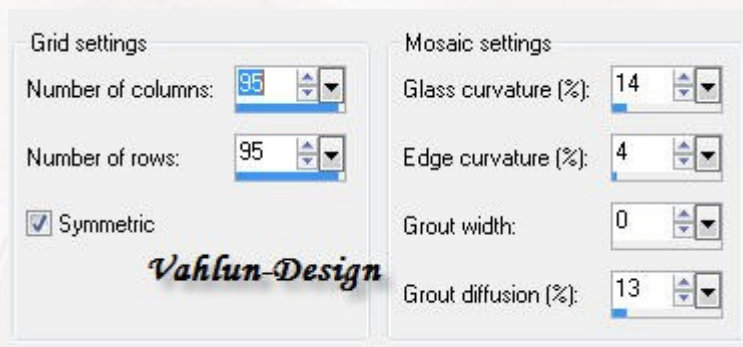 Grid settings
Number of columns: 95
Number of rows: 95
Symmetric
Vahlun-Design
Mosaic settings
Glass curvature (%): 14
Edge curvature (%): 4
Grout width: 0
Grout diffusion (%): 13